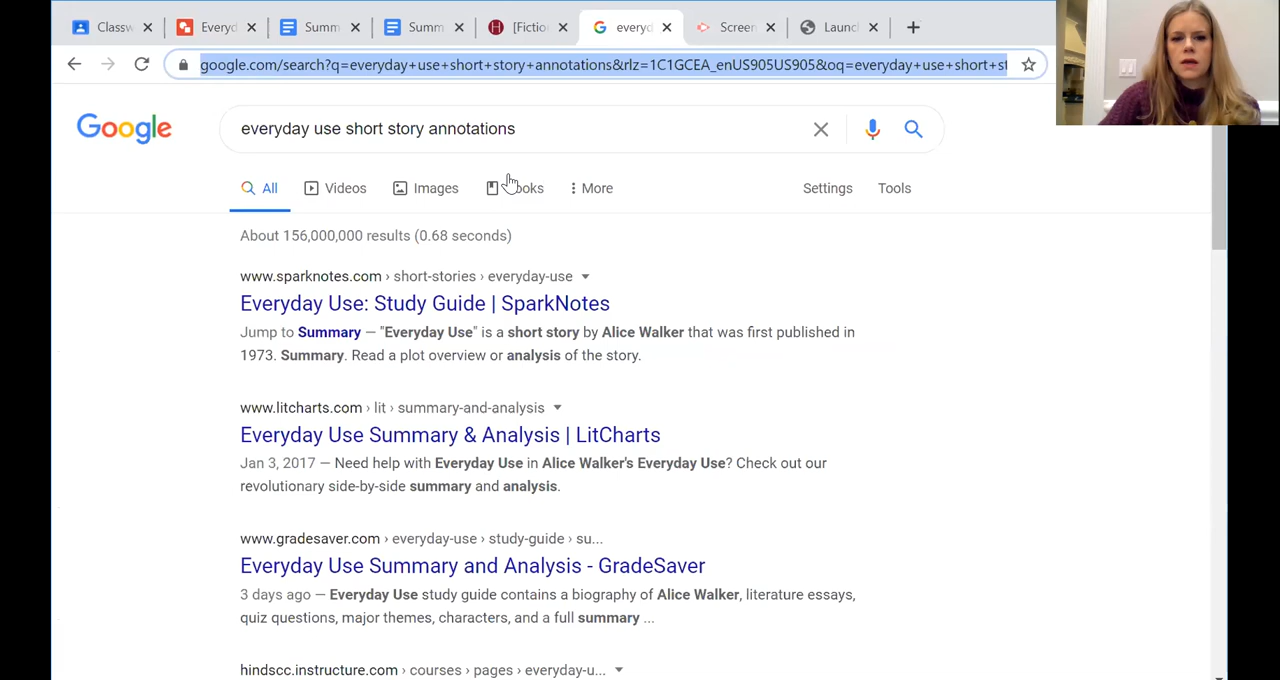 Classw
Everyd
Summ
Summ
[Fictio
everyd
Screen
Launc
google.com/search?q=everyday+use+short+story+annotations&rlz=1C1GCEA_enUS905US905&oq=everyday+use+short+st
Google
everyday use short story annotations
All
Videos
Images
ooks
More
Settings
Tools
About 156,000,000 results (0.68 seconds)
www.sparknotes.com › short-stories › everyday-use
Everyday Use: Study Guide | SparkNotes
Jump to Summary — "Everyday Use" is a short story by Alice Walker that was first published in
1973. Summary. Read a plot overview or analysis of the story.
www.litcharts.com › lit › summary-and-analysis
Everyday Use Summary & Analysis | LitCharts
Jan 3, 2017 — Need help with Everyday Use in Alice Walker's Everyday Use? Check out our
revolutionary side-by-side summary and analysis.
www.gradesaver.com › everyday-use › study-guide › su...
Everyday Use Summary and Analysis - GradeSaver
3 days ago — Everyday Use study guide contains a biography of Alice Walker, literature essays,
quiz questions, major themes, characters, and a full summary ...
hindscc.instructure.com › courses › pages › everyday-u...